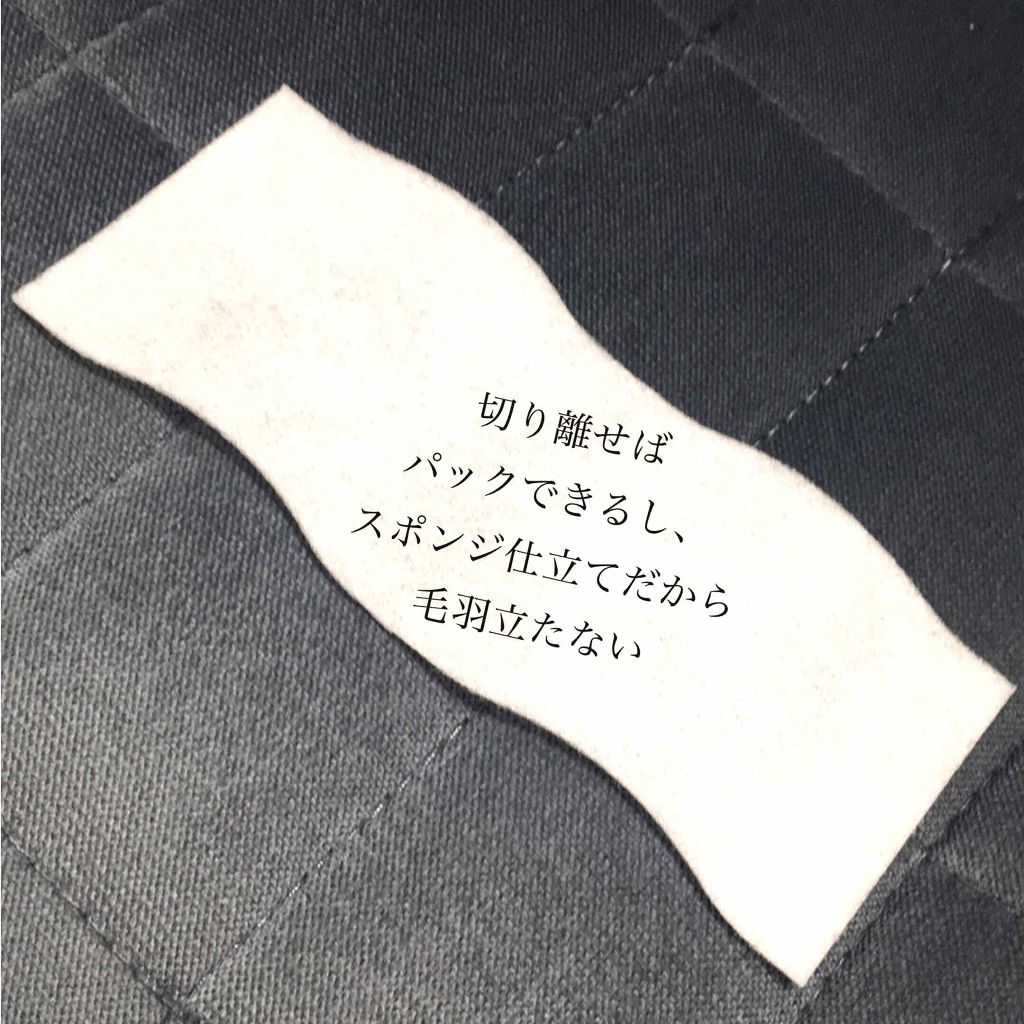 切り離せば
パックできるし、
スポンジ仕立てだから
毛羽立たない